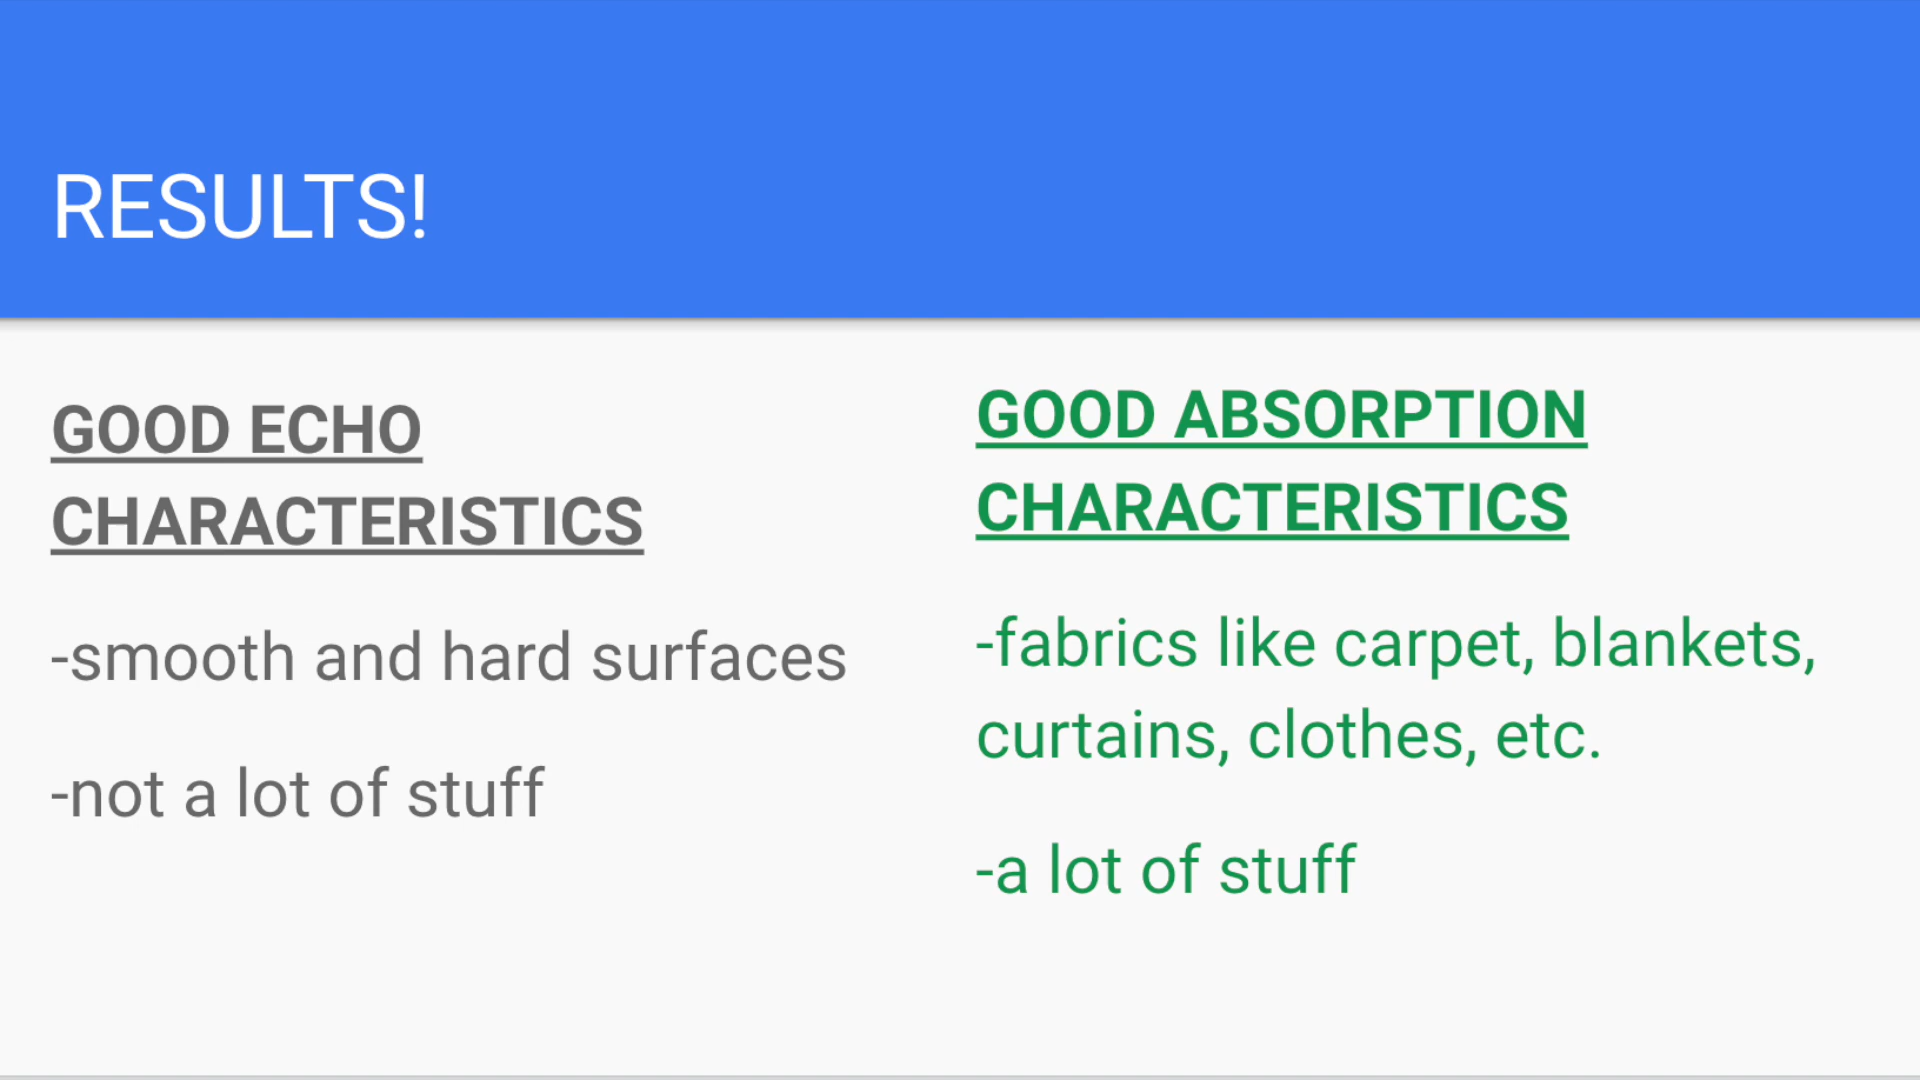 RESULTS!
GOOD ECHO
CHARACTERISTICS
-smooth and hard surfaces
-not a lot of stuff
GOOD ABSORPTION
CHARACTERISTICS
-fabrics like carpet, blankets,
curtains, clothes, etc.
-a lot of stuff